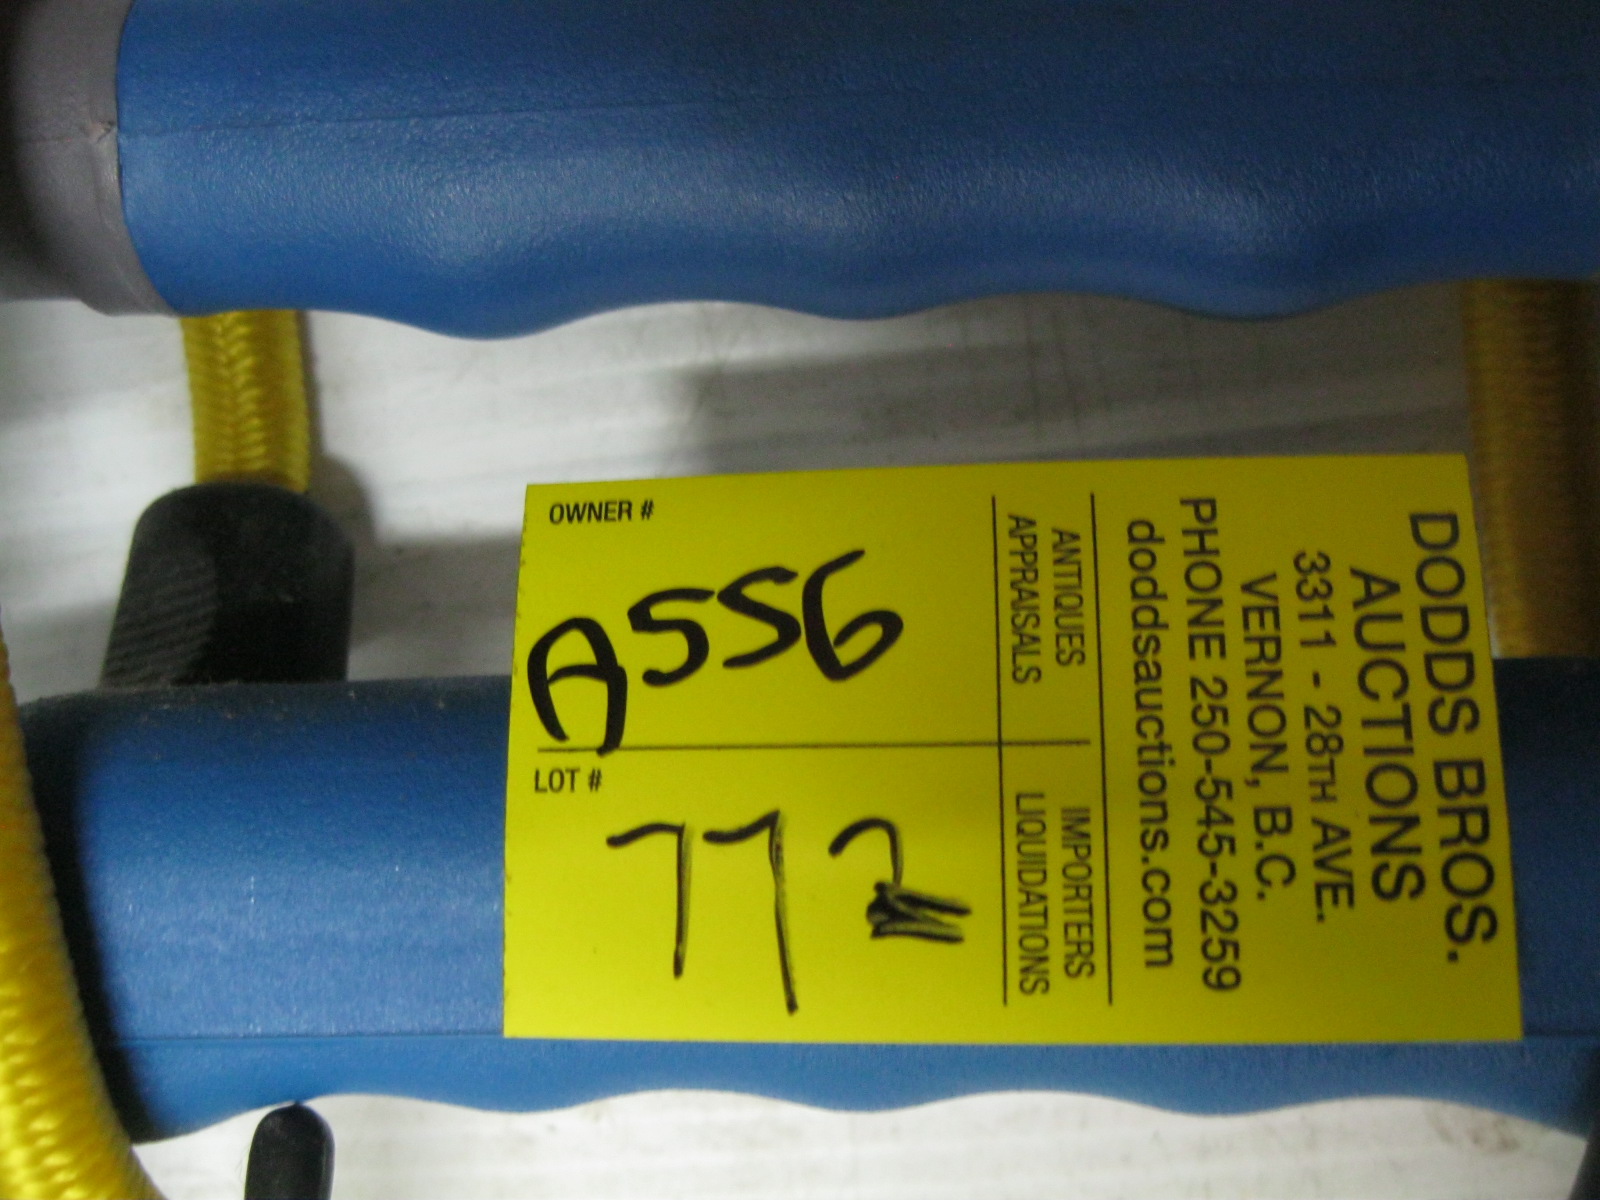 DODDS BROS.
AUCTIONS
3311 - 28TH AVE.
VERNON, B.C.
PHONE 250-545-3259
doddsauctions.com
ANTIQUES
APPRAISALS
IMPORTERS
LIQUIDATIONS
OWNER #
A556
LOT #
772